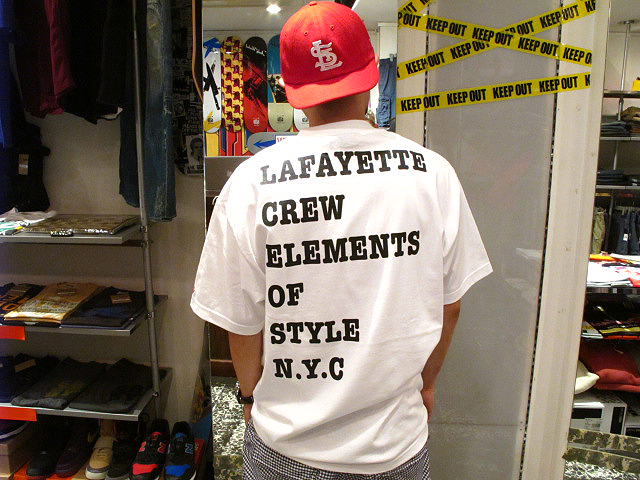 KEEP OUT KEEP OUT KEEP OUT
KEEP OUT KEEP OUT KEEP OUT
KEEP OUT KEEP OUT KEEP OUT
STL
LAFAYETTE
CREW
ELEMENTS
OF
STYLE
N.Y.C